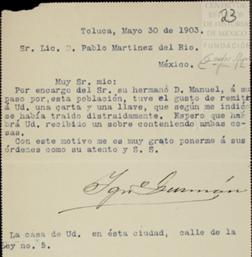 23
Toluca, Mayo 30 de 1903.
Sr. Lic. D. Pablo Martinez del Rio.
México.
Muy Sr. mio:
Por encargo del Sr. su hermano D. Manuel, á su
paso por esta población, tuve el gusto de remitir
á Ud. una carta y una llave, que según me indicó
se había traído distraidamente. Espero que habrá
Ud. recibido un sobre conteniendo ambas cosas.
Con este motivo me es muy grato ponerme á sus
órdenes como su atento y S. S.
Guzmán
La casa de Ud. en ésta ciudad, calle de la
Ley no. 5.